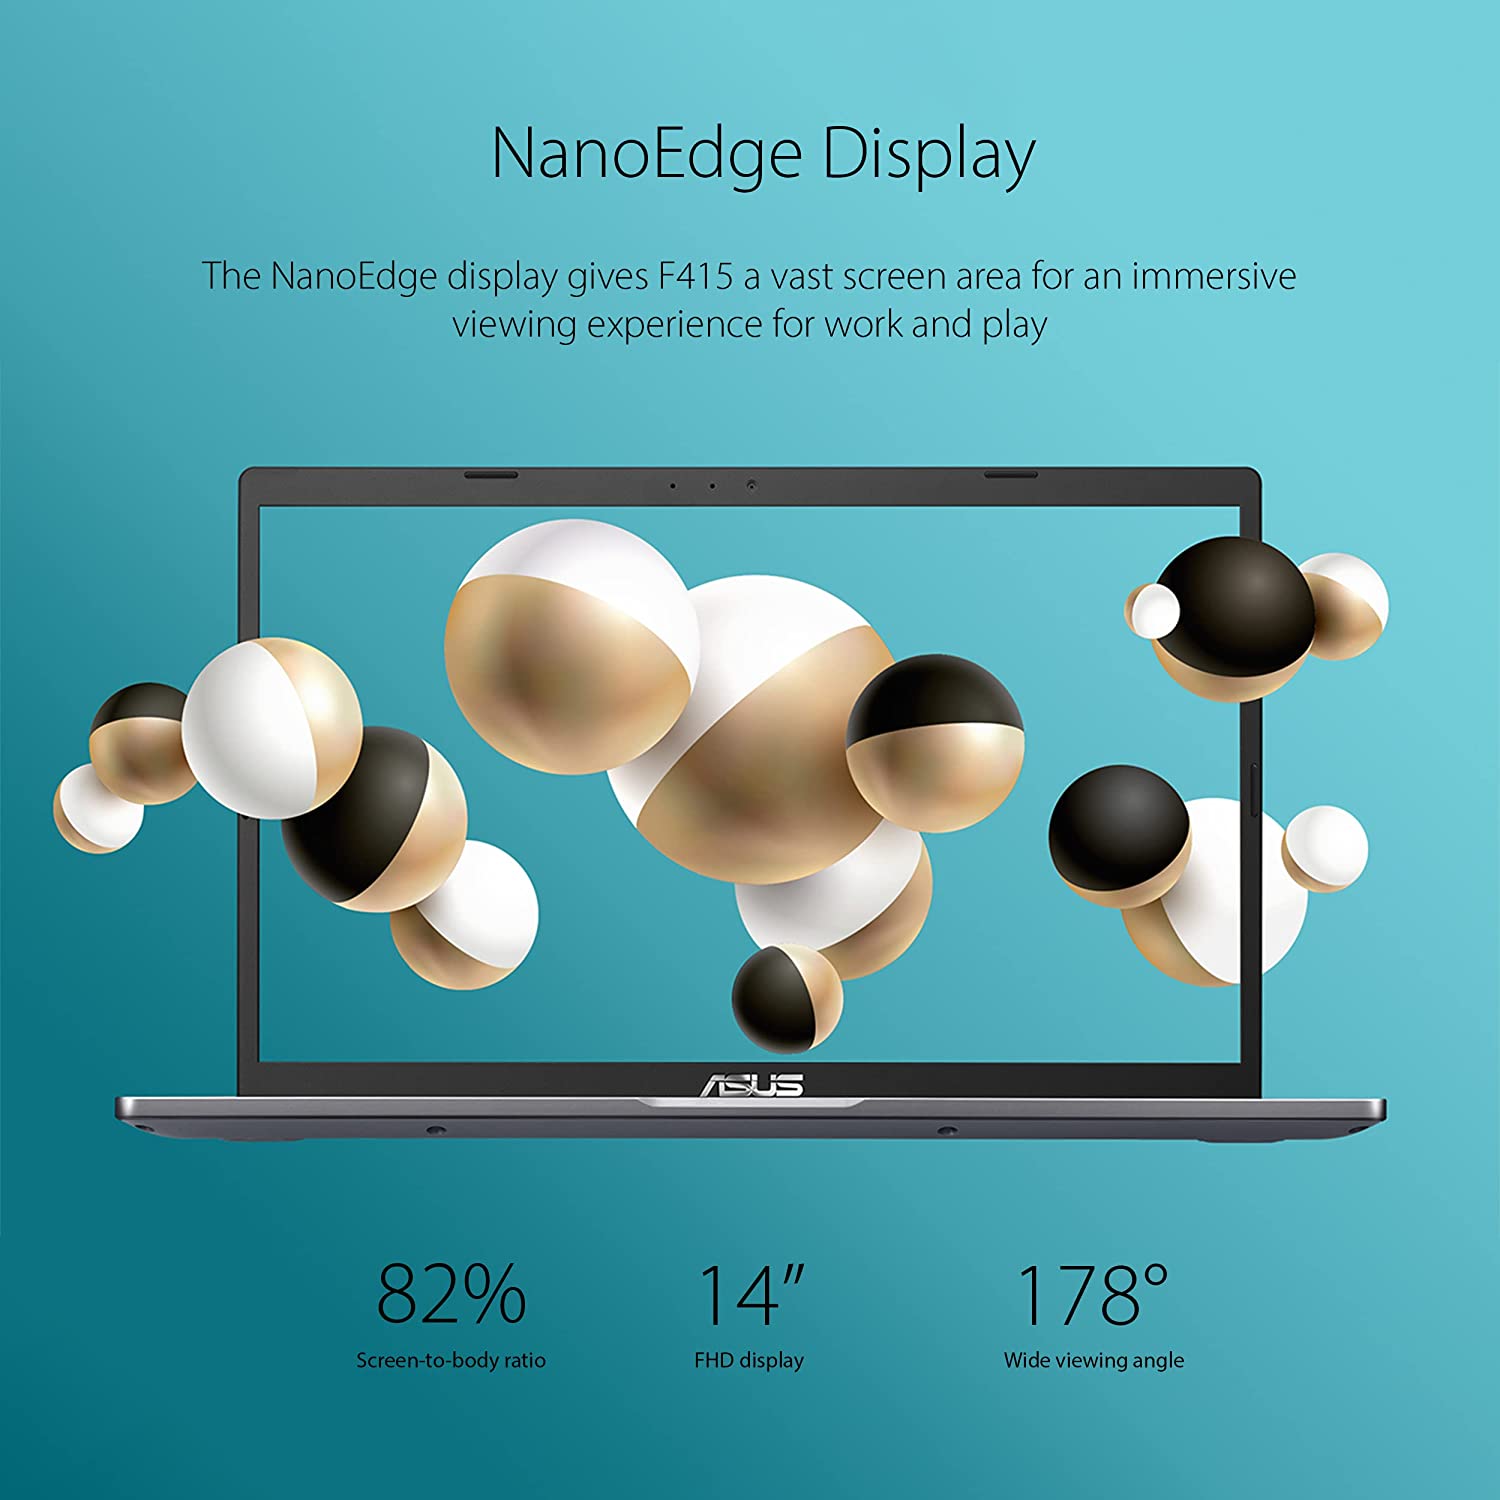 NanoEdge Display
The NanoEdge display gives F415 a vast screen area for an immersive
viewing experience for work and play
ASUS
82% 14″ 178°
Screen-to-body ratio FHD display Wide viewing angle